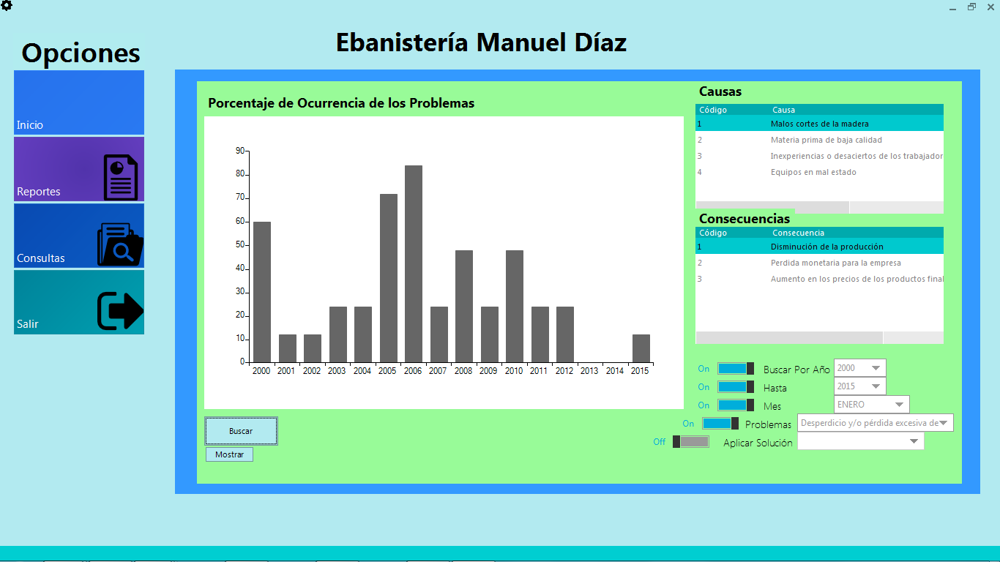 Ebanistería Manuel Díaz
Opciones
Inicio
Reportes
Consultas
Salir
Porcentaje de Ocurrencia de los Problemas
90
80
70
60
50
40
30
20
10
0
2000 2001 2002 2003 2004 2005 2006 2007 2008 2009 2010 2011 2012 2013 2014 2015
Buscar
Mostrar
Causas
Código Causa
1 Malos cortes de la madera
2 Materia prima de baja calidad
3 Inexperiencias o desaciertos de los trabajador
4 Equipos en mal estado
Consecuencias
Código Consecuencia
1 Disminución de la producción
2 Perdida monetaria para la empresa
3 Aumento en los precios de los productos final
On Buscar Por Año 2000
On Hasta 2015
On Mes ENERO
On Problemas Desperdicio y/o pérdida excesiva de
Off Aplicar Solución